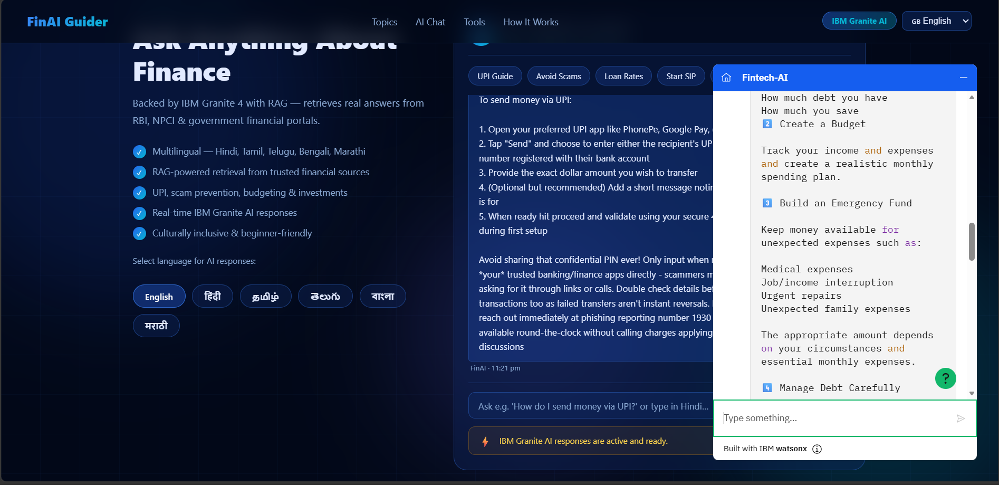 FinAI Guider
Topics
AI Chat
Tools
How It Works
IBM Granite AI
GB English
Ask Anything About
Finance
Backed by IBM Granite 4 with RAG — retrieves real answers from
RBI, NPCI & government financial portals.
Multilingual — Hindi, Tamil, Telugu, Bengali, Marathi
RAG-powered retrieval from trusted financial sources
UPI, scam prevention, budgeting & investments
Real-time IBM Granite AI responses
Culturally inclusive & beginner-friendly
Select language for AI responses:
English
हिंदी
தமிழ்
తెలుగు
বাংলা
मराठी
UPI Guide
Avoid Scams
Loan Rates
Start SIP
To send money via UPI:
1. Open your preferred UPI app like PhonePe, Google Pay,
2. Tap "Send" and choose to enter either the recipient's UP
number registered with their bank account
3. Provide the exact dollar amount you wish to transfer
4. (Optional but recommended) Add a short message notin
is for
5. When ready hit proceed and validate using your secure 4
during first setup
Avoid sharing that confidential PIN ever! Only input when
*your* trusted banking/finance apps directly - scammers m
asking for it through links or calls. Double check details bef
transactions too as failed transfers aren't instant reversals.
reach out immediately at phishing reporting number 1930
available round-the-clock without calling charges applying
discussions
FinAI · 11:21 pm
Ask e.g. 'How do I send money via UPI?' or type in Hindi...
IBM Granite AI responses are active and ready.
Fintech-AI
How much debt you have
How much you save
2 Create a Budget
Track your income and expenses
and create a realistic monthly
spending plan.
3 Build an Emergency Fund
Keep money available for
unexpected expenses such as:
Medical expenses
Job/income interruption
Urgent repairs
Unexpected family expenses
The appropriate amount depends
on your circumstances and
essential monthly expenses.
4 Manage Debt Carefully
?
Type something...
Built with IBM watsonx